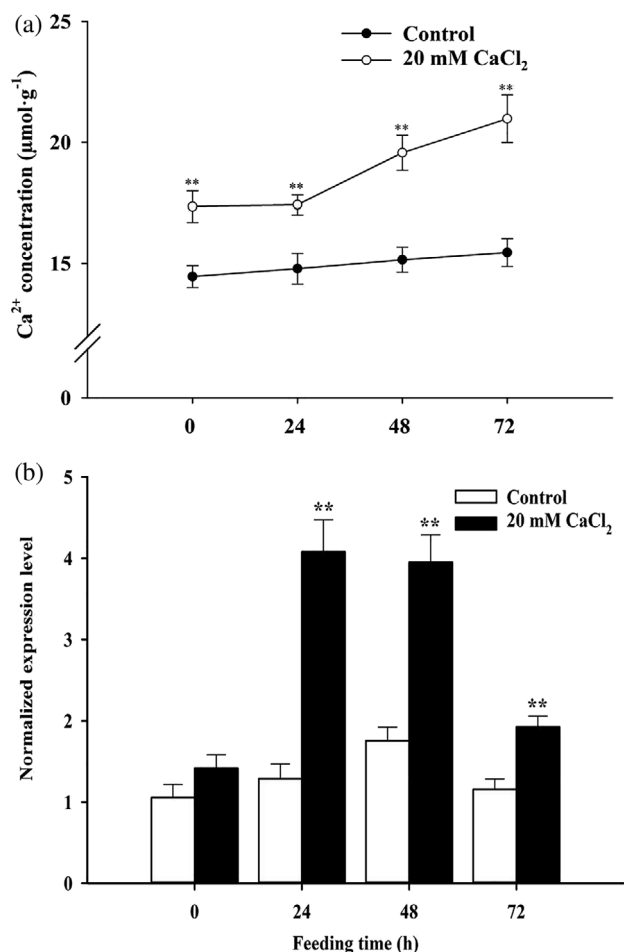 (a)
25
20
15
0
Ca²⁺ concentration (μmol·g⁻¹)
Control
20 mM CaCl₂
**
**
**
**
0 24 48 72
(b)
5
4
3
2
1
0
Normalized expression level
Control
20 mM CaCl₂
**
**
**
0 24 48 72
Feeding time (h)